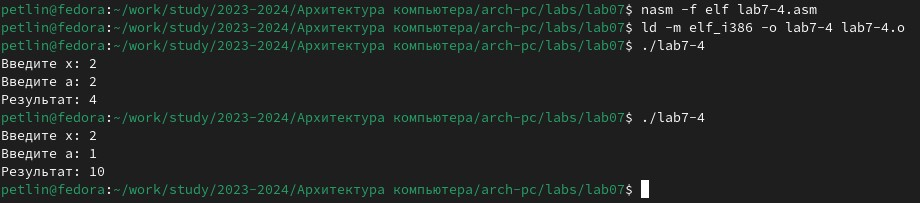 petlin@fedora:~/work/study/2023-2024/Архитектура компьютера/arch-pc/labs/lab07$ nasm -f elf lab7-4.asm
petlin@fedora:~/work/study/2023-2024/Архитектура компьютера/arch-pc/labs/lab07$ ld -m elf_i386 -o lab7-4 lab7-4.o
petlin@fedora:~/work/study/2023-2024/Архитектура компьютера/arch-pc/labs/lab07$ ./lab7-4
Введите x: 2
Введите a: 2
Результат: 4
petlin@fedora:~/work/study/2023-2024/Архитектура компьютера/arch-pc/labs/lab07$ ./lab7-4
Введите x: 2
Введите a: 1
Результат: 10
petlin@fedora:~/work/study/2023-2024/Архитектура компьютера/arch-pc/labs/lab07$